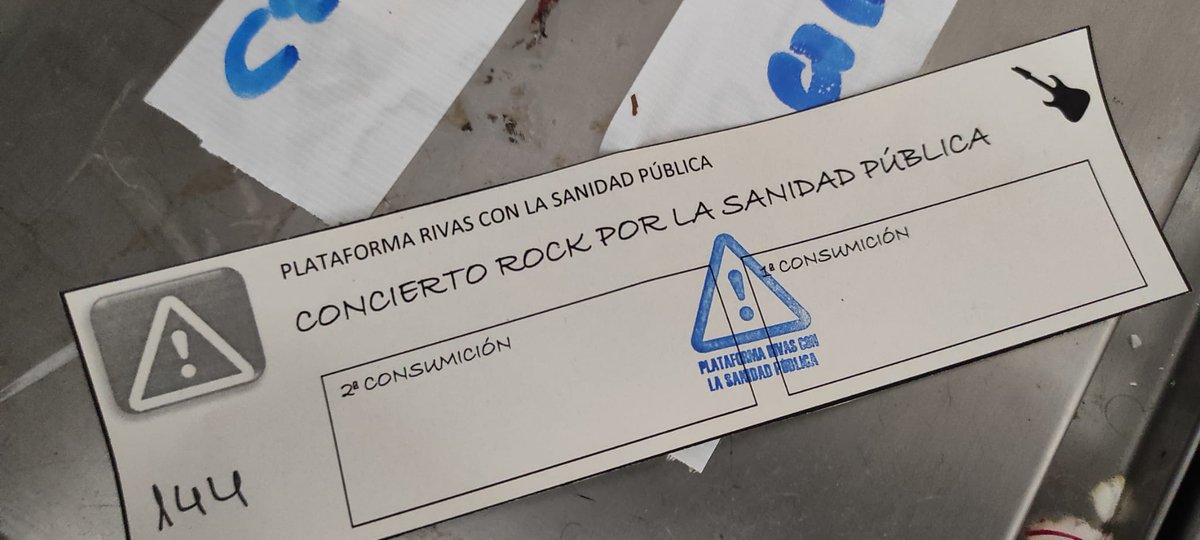 PLATAFORMA RIVAS CON LA SANIDAD PÚBLICA
CONCIERTO ROCK POR LA SANIDAD PÚBLICA
2ª CONSUMICIÓN
1ª CONSUMICIÓN
PLATAFORMA RIVAS CON
LA SANIDAD PÚBLICA
144